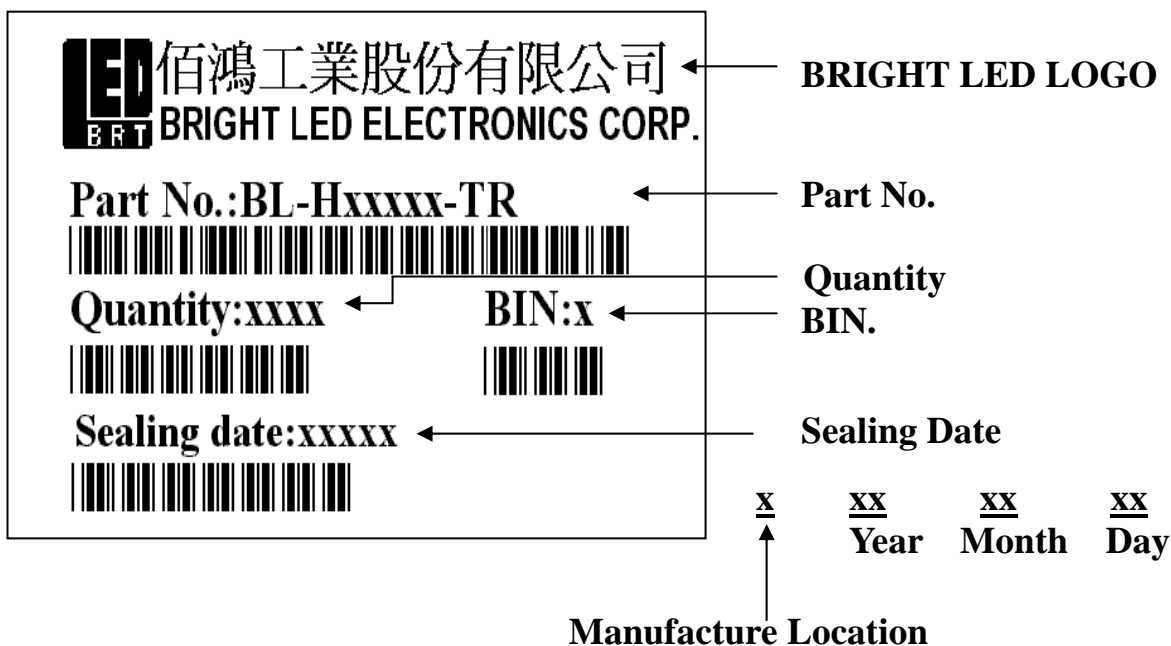 LED 佰鴻工業股份有限公司
BRT BRIGHT LED ELECTRONICS CORP.
BRIGHT LED LOGO
Part No.:BL-Hxxxxx-TR
Part No.
Quantity
Quantity:xxxx
BIN:x
BIN.
Sealing date:xxxxx
Sealing Date
x xx xx xx
Year Month Day
Manufacture Location